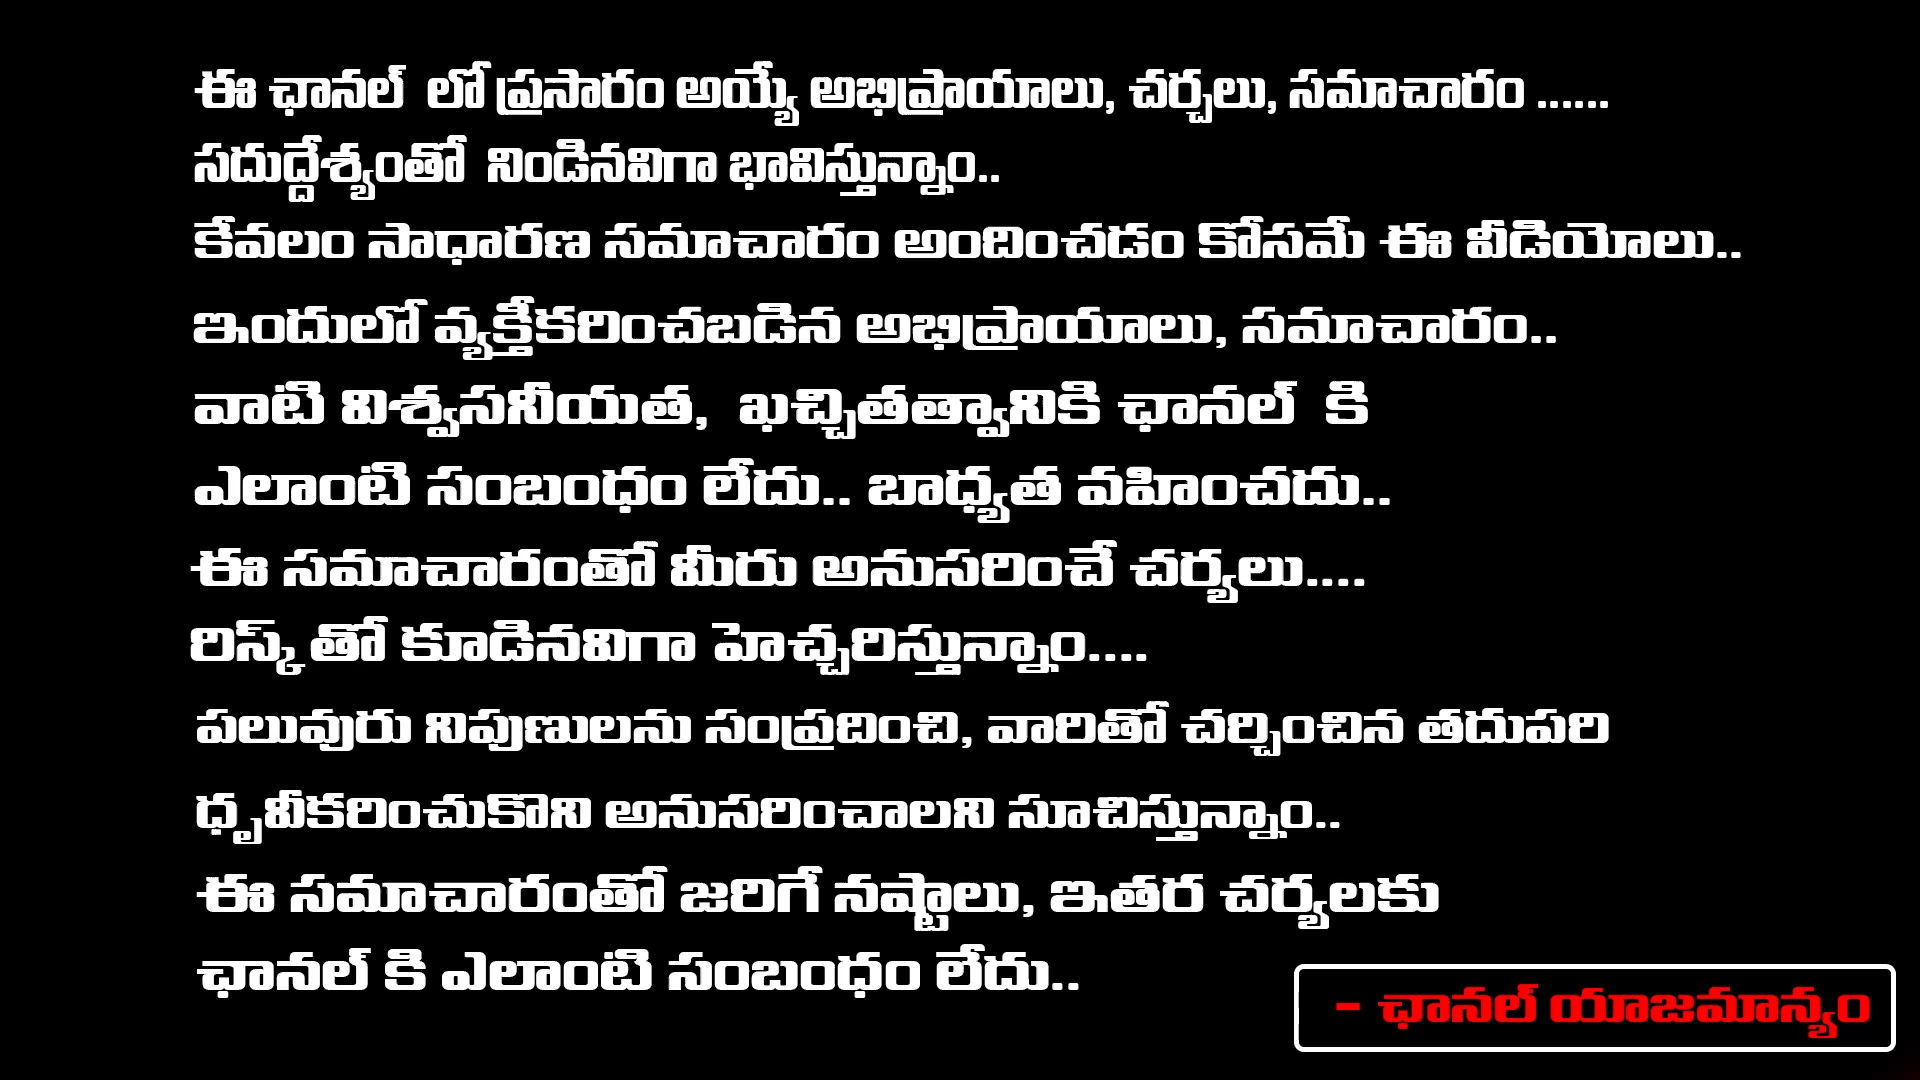 ఈ ఛానల్ లో ప్రసారం అయ్యే అభిప్రాయాలు, చర్చలు, సమాచారం ......
సదుద్దేశ్యంతో నిండినవిగా భావిస్తున్నాం..
కేవలం సాధారణ సమాచారం అందించడం కోసమే ఈ వీడియోలు..
ఇందులో వ్యక్తీకరించబడిన అభిప్రాయాలు, సమాచారం..
వాటి విశ్వసనీయత, ఖచ్చితత్వానికి ఛానల్ కి
ఎలాంటి సంబంధం లేదు.. బాధ్యత వహించదు..
ఈ సమాచారంతో మీరు అనుసరించే చర్యలు....
రిస్క్ తో కూడినవిగా హెచ్చరిస్తున్నాం....
పలువురు నిపుణులను సంప్రదించి, వారితో చర్చించిన తదుపరి
ధృవీకరించుకొని అనుసరించాలని సూచిస్తున్నాం..
ఈ సమాచారంతో జరిగే నష్టాలు, ఇతర చర్యలకు
ఛానల్ కి ఎలాంటి సంబంధం లేదు..
- ఛానల్ యాజమాన్యం